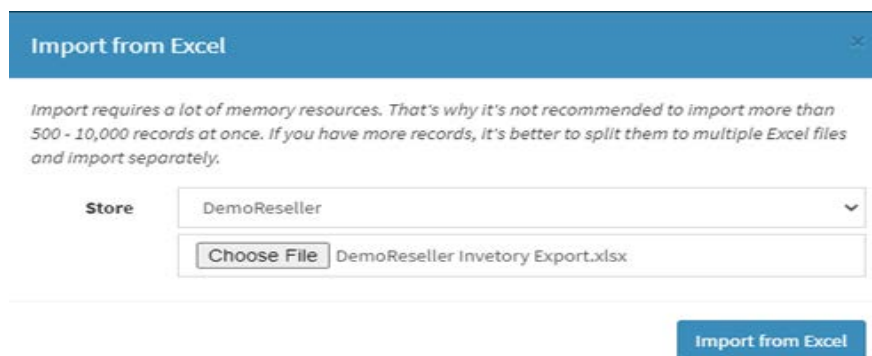 Import from Excel
Import requires a lot of memory resources. That's why it's not recommended to import more than
500 - 10,000 records at once. If you have more records, it's better to split them to multiple Excel files
and import separately.
Store DemoReseller
Choose File DemoReseller Invetory Export.xlsx
Import from Excel